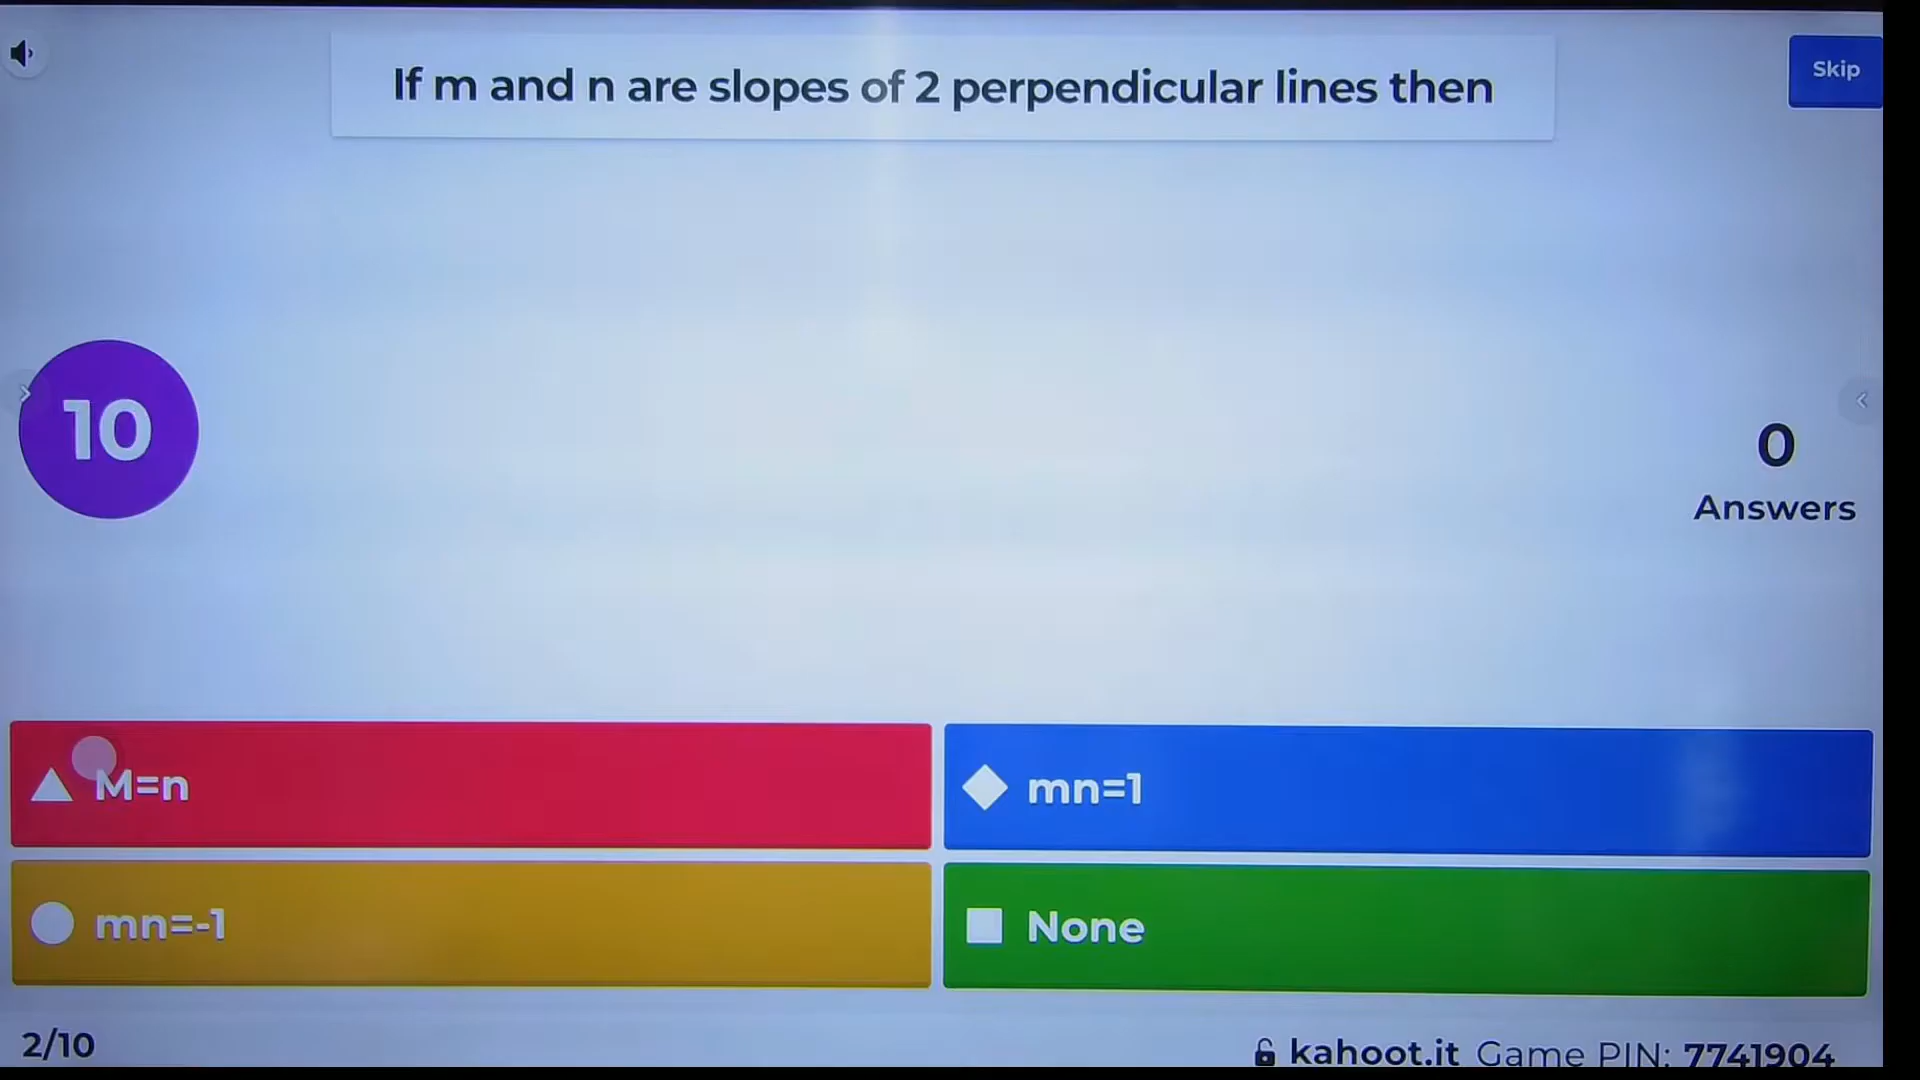 If m and n are slopes of 2 perpendicular lines then
Skip
10
0
Answers
M=n
mn=1
mn=-1
None
2/10
kahoot.it Game PIN: 7741904